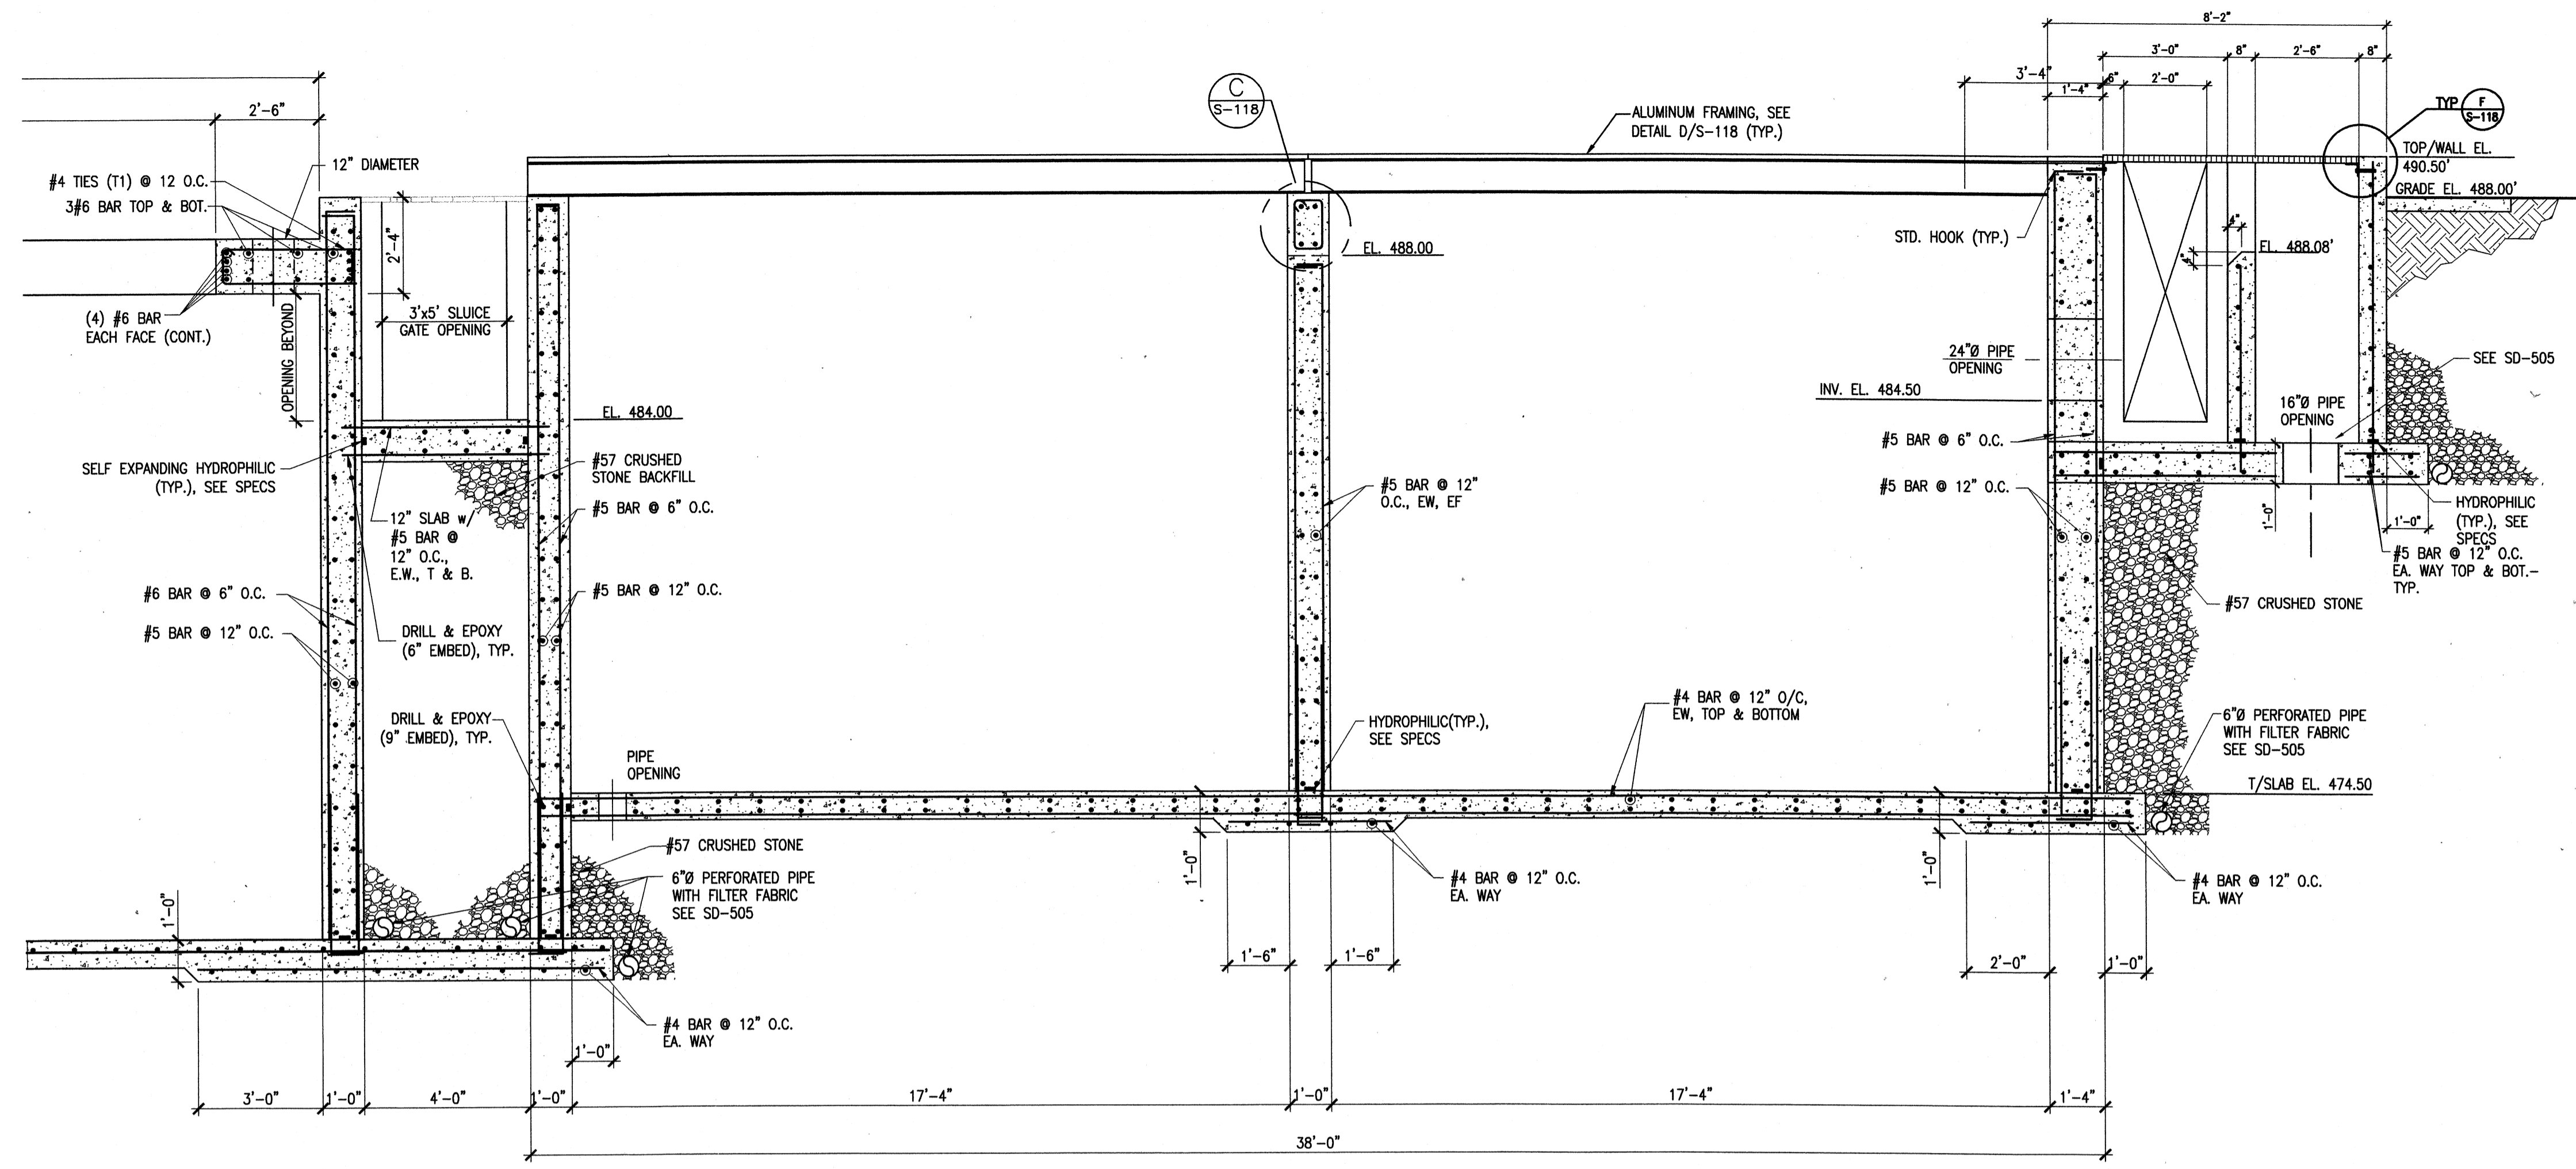 8'-2"
3'-0"
8"
2'-6"
8"
3'-4"
6"
2'-0"
1'-4"
C
S-118
TYP
F
S-118
2'-6"
ALUMINUM FRAMING, SEE
DETAIL D/S-118 (TYP.)
TOP/WALL EL.
490.50'
GRADE EL. 488.00'
12" DIAMETER
#4 TIES (T1) @ 12 O.C.
3#6 BAR TOP & BOT.
2'-4"
EL. 488.00
STD. HOOK (TYP.)
4"
4"
EL. 488.08'
(4) #6 BAR
EACH FACE (CONT.)
3'x5' SLUICE
GATE OPENING
OPENING BEYOND
24"Ø PIPE
OPENING
SEE SD-505
INV. EL. 484.50
16"Ø PIPE
OPENING
EL. 484.00
#5 BAR @ 6" O.C.
SELF EXPANDING HYDROPHILIC
(TYP.), SEE SPECS
#57 CRUSHED
STONE BACKFILL
#5 BAR @ 12"
O.C., EW, EF
#5 BAR @ 12" O.C.
#5 BAR @ 6" O.C.
12" SLAB w/
#5 BAR @
12" O.C.,
E.W., T & B.
1'-0"
1'-0"
HYDROPHILIC
(TYP.), SEE
SPECS
#5 BAR @ 12" O.C.
EA. WAY TOP & BOT.-
TYP.
#6 BAR @ 6" O.C.
#5 BAR @ 12" O.C.
#57 CRUSHED STONE
#5 BAR @ 12" O.C.
DRILL & EPOXY
(6" EMBED), TYP.
DRILL & EPOXY
(9" EMBED), TYP.
HYDROPHILIC(TYP.),
SEE SPECS
#4 BAR @ 12" O/C,
EW, TOP & BOTTOM
6"Ø PERFORATED PIPE
WITH FILTER FABRIC
SEE SD-505
PIPE
OPENING
T/SLAB EL. 474.50
#57 CRUSHED STONE
6"Ø PERFORATED PIPE
WITH FILTER FABRIC
SEE SD-505
1'-0"
1'-0"
1'-0"
#4 BAR @ 12" O.C.
EA. WAY
#4 BAR @ 12" O.C.
EA. WAY
1'-6"
1'-6"
2'-0"
1'-0"
#4 BAR @ 12" O.C.
EA. WAY
1'-0"
3'-0"
1'-0"
4'-0"
1'-0"
17'-4"
1'-0"
17'-4"
1'-4"
38'-0"